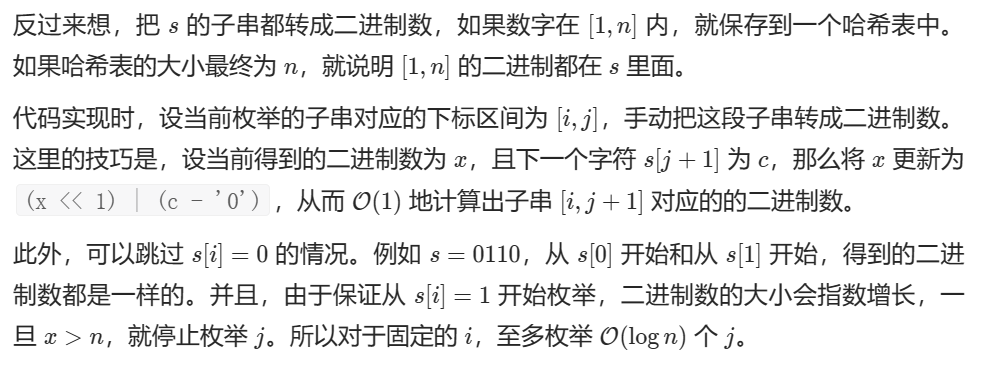 反过来想，把 s 的子串都转成二进制数，如果数字在 [1, n] 内，就保存到一个哈希表中。
如果哈希表的大小最终为 n，就说明 [1, n] 的二进制都在 s 里面。
代码实现时，设当前枚举的子串对应的下标区间为 [i, j]，手动把这段子串转成二进制数。
这里的技巧是，设当前得到的二进制数为 x，且下一个字符 s[j + 1] 为 c，那么将 x 更新为
(x << 1) | (c - '0')，从而 O(1) 地计算出子串 [i, j + 1] 对应的的二进制数。
此外，可以跳过 s[i] = 0 的情况。例如 s = 0110，从 s[0] 开始和从 s[1] 开始，得到的二进
制数都是一样的。并且，由于保证从 s[i] = 1 开始枚举，二进制数的大小会指数增长，一
旦 x > n，就停止枚举 j。所以对于固定的 i，至多枚举 O(log n) 个 j。